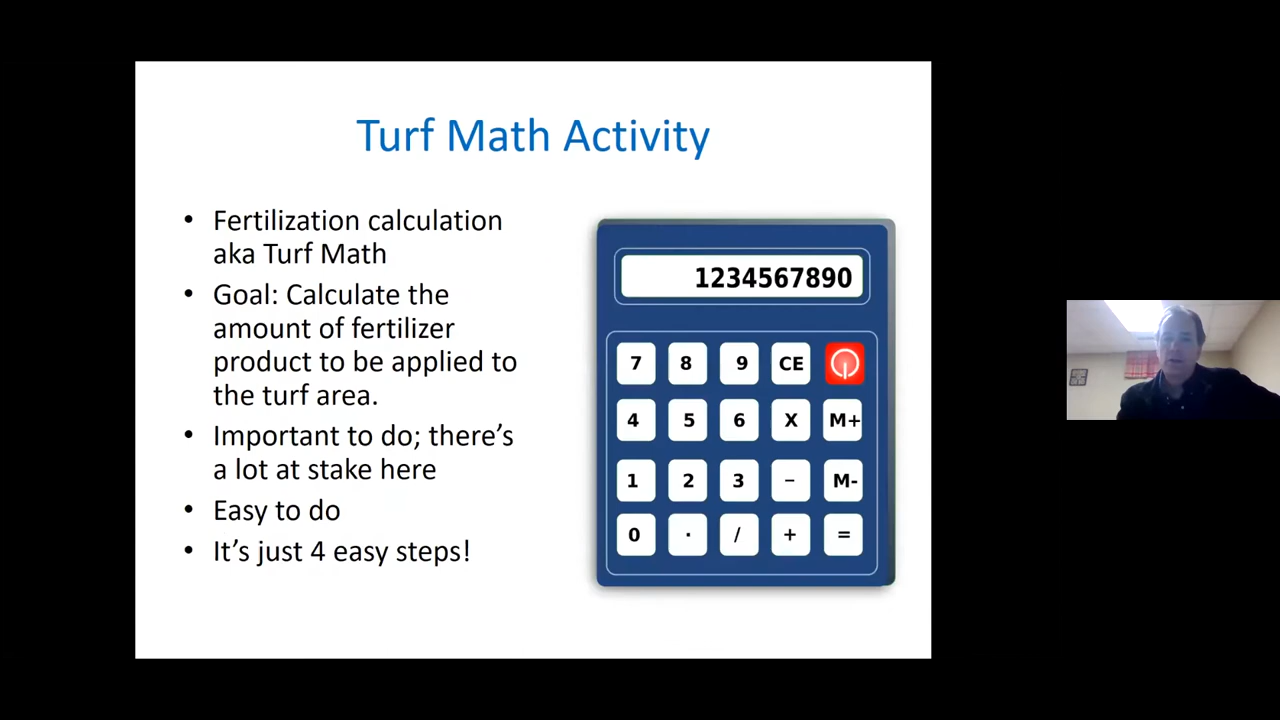 Turf Math Activity
• Fertilization calculation
aka Turf Math
• Goal: Calculate the
amount of fertilizer
product to be applied to
the turf area.
• Important to do; there’s
a lot at stake here
• Easy to do
• It’s just 4 easy steps!
1234567890
7 8 9 CE
4 5 6 X M+
1 2 3 − M-
0 · / + =